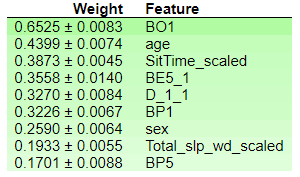 Weight Feature
0.6525 ± 0.0083 BO1
0.4399 ± 0.0074 age
0.3873 ± 0.0045 SitTime_scaled
0.3558 ± 0.0140 BE5_1
0.3270 ± 0.0084 D_1_1
0.3226 ± 0.0067 BP1
0.2590 ± 0.0064 sex
0.1933 ± 0.0055 Total_slp_wd_scaled
0.1701 ± 0.0088 BP5